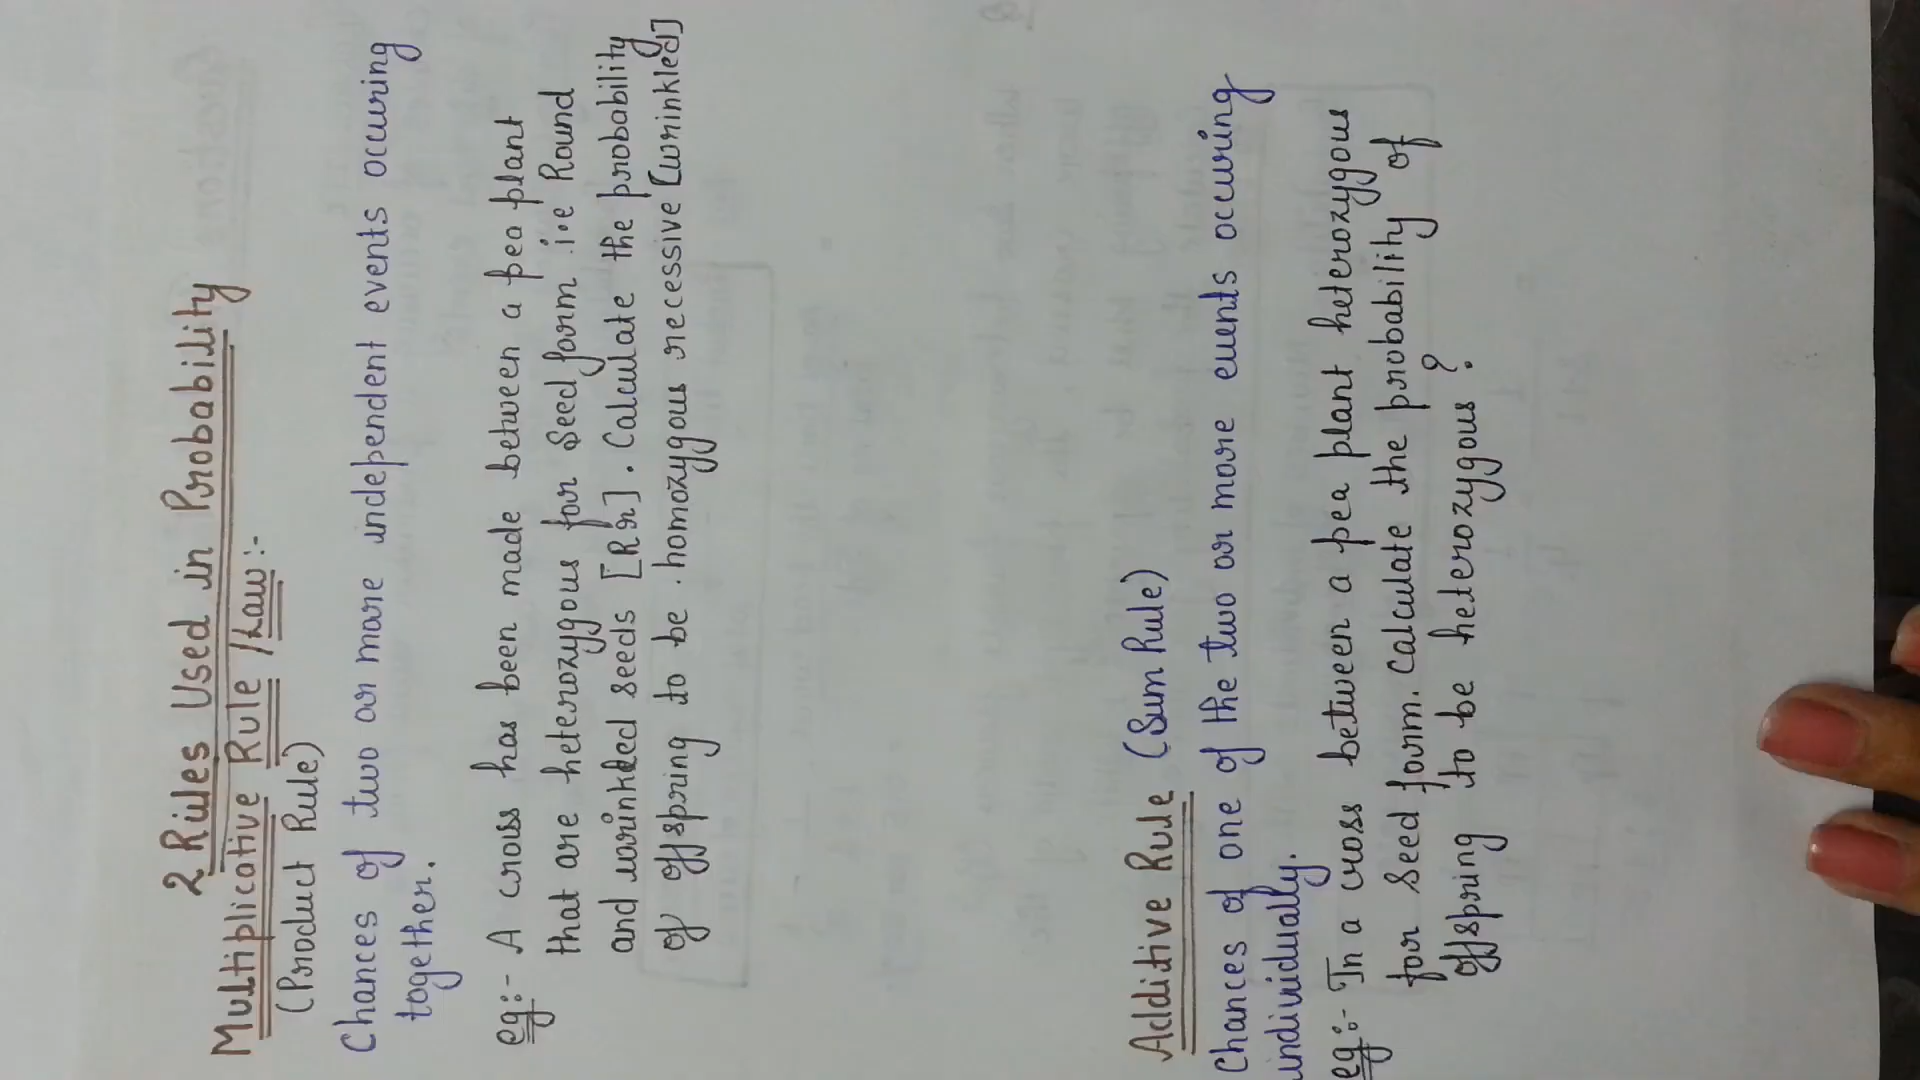 2 Rules Used in Probability
Multiplicative Rule /Law:-
(Product Rule)
Chances of two or more independent events occuring
together.
eg:- A cross has been made between a pea plant
that are heterozygous for Seed form i.e Round
and wrinkled seeds [Rr]. Calculate the probability
of offspring to be homozygous recessive [wrinkled]
Additive Rule (Sum Rule)
Chances of one of the two or more events occuring
individually.
eg:- In a cross between a pea plant heterozygous
for Seed form. Calculate the probability of
offspring to be heterozygous ?